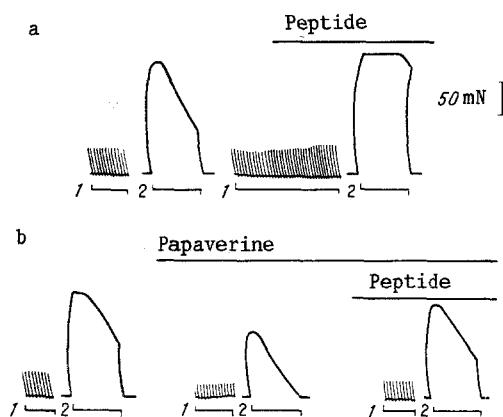 a
Peptide
50 mN
1 2 1 2
b
Papaverine
Peptide
1 2 1 2 1 2